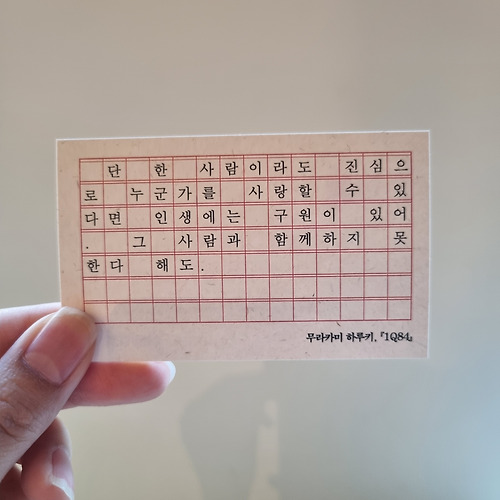 단 한 사람이라도 진심으
로 누군가를 사랑할 수 있
다면 인생에는 구원이 있어
. 그 사람과 함께하지 못
한다 해도.
무라카미 하루키, 『1Q84』